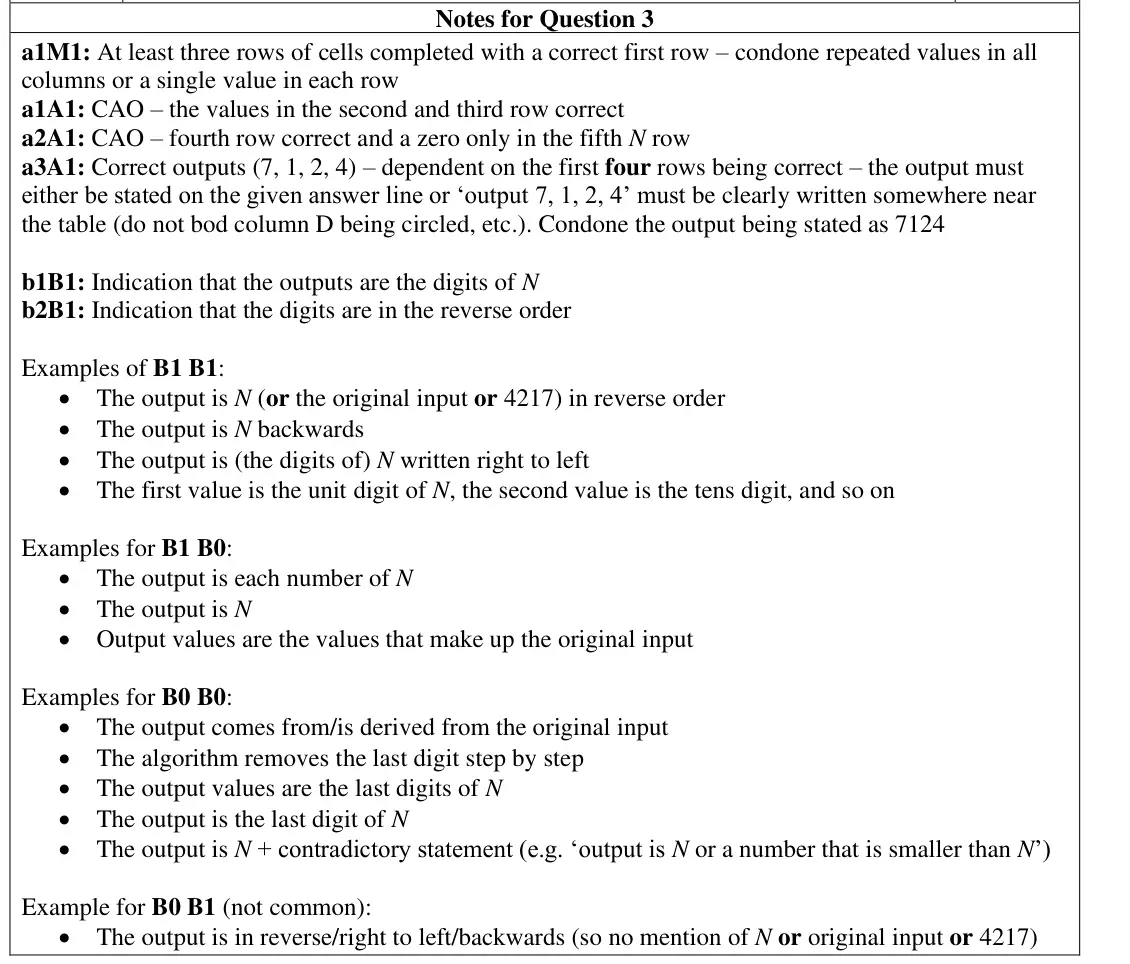 Notes for Question 3
a1M1: At least three rows of cells completed with a correct first row – condone repeated values in all
columns or a single value in each row
a1A1: CAO – the values in the second and third row correct
a2A1: CAO – fourth row correct and a zero only in the fifth N row
a3A1: Correct outputs (7, 1, 2, 4) – dependent on the first four rows being correct – the output must
either be stated on the given answer line or ‘output 7, 1, 2, 4’ must be clearly written somewhere near
the table (do not bod column D being circled, etc.). Condone the output being stated as 7124
b1B1: Indication that the outputs are the digits of N
b2B1: Indication that the digits are in the reverse order
Examples of B1 B1:
• The output is N (or the original input or 4217) in reverse order
• The output is N backwards
• The output is (the digits of) N written right to left
• The first value is the unit digit of N, the second value is the tens digit, and so on
Examples for B1 B0:
• The output is each number of N
• The output is N
• Output values are the values that make up the original input
Examples for B0 B0:
• The output comes from/is derived from the original input
• The algorithm removes the last digit step by step
• The output values are the last digits of N
• The output is the last digit of N
• The output is N + contradictory statement (e.g. ‘output is N or a number that is smaller than N’)
Example for B0 B1 (not common):
• The output is in reverse/right to left/backwards (so no mention of N or original input or 4217)